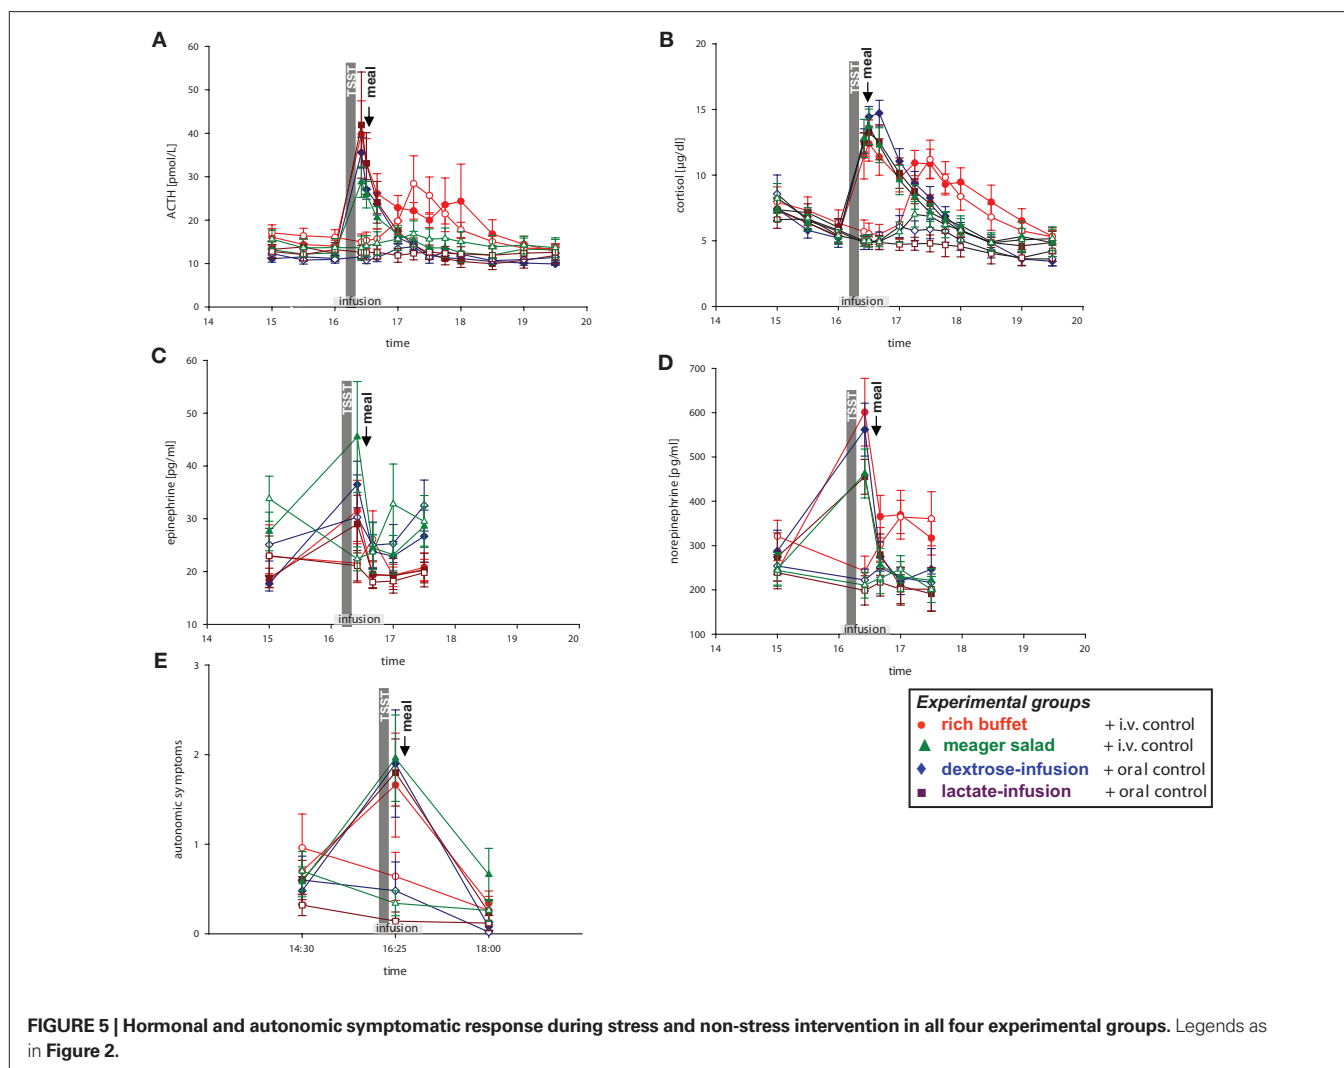 A
60
50
40
30
20
10
0
ACTH [pmol/L]
TSST
meal
infusion
14 15 16 17 18 19 20
time
B
20
15
10
5
0
cortisol [µg/dl]
TSST
meal
infusion
14 15 16 17 18 19 20
time
C
60
50
40
30
20
10
epinephrine [pg/ml]
TSST
meal
infusion
14 15 16 17 18 19 20
time
D
700
600
500
400
300
200
100
norepinephrine [pg/ml]
TSST
meal
infusion
14 15 16 17 18 19 20
time
E
3
2
1
0
autonomic symptoms
TSST
meal
infusion
14:30 16:25 18:00
time
Experimental groups
rich buffet + i.v. control
meager salad + i.v. control
dextrose-infusion + oral control
lactate-infusion + oral control
FIGURE 5 | Hormonal and autonomic symptomatic response during stress and non-stress intervention in all four experimental groups. Legends as
in Figure 2.